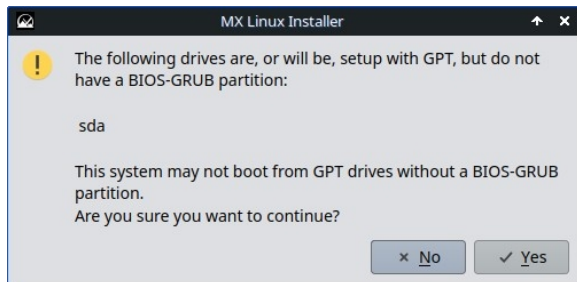 MX Linux Installer
The following drives are, or will be, setup with GPT, but do not
have a BIOS-GRUB partition:
sda
This system may not boot from GPT drives without a BIOS-GRUB
partition.
Are you sure you want to continue?
No
Yes